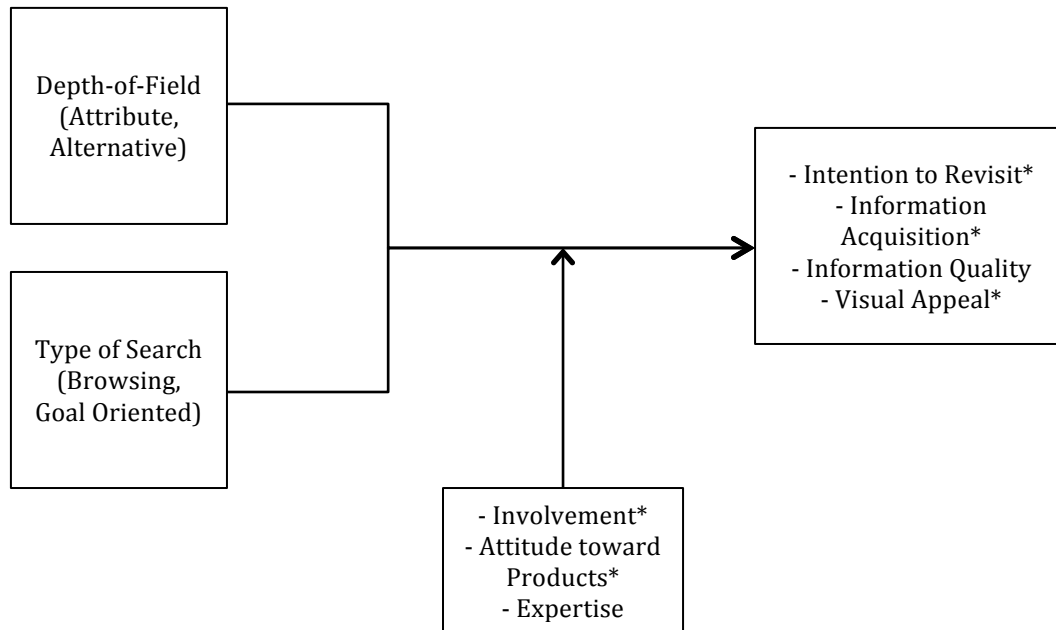 Depth-of-Field
(Attribute,
Alternative)
Type of Search
(Browsing,
Goal Oriented)
- Intention to Revisit*
- Information
Acquisition*
- Information Quality
- Visual Appeal*
- Involvement*
- Attitude toward
Products*
- Expertise